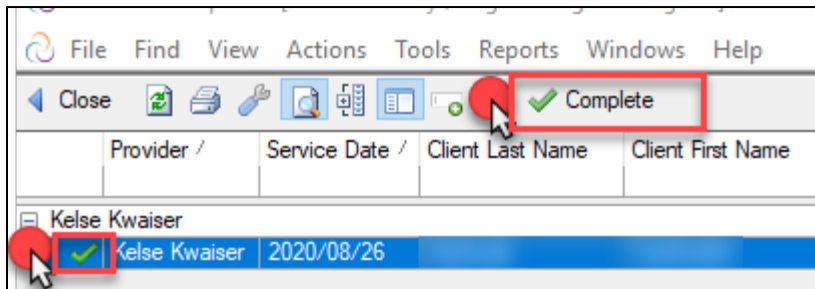 File Find View Actions Tools Reports Windows Help
Close Complete
Provider / Service Date / Client Last Name Client First Name
Kelse Kwaiser
Kelse Kwaiser 2020/08/26